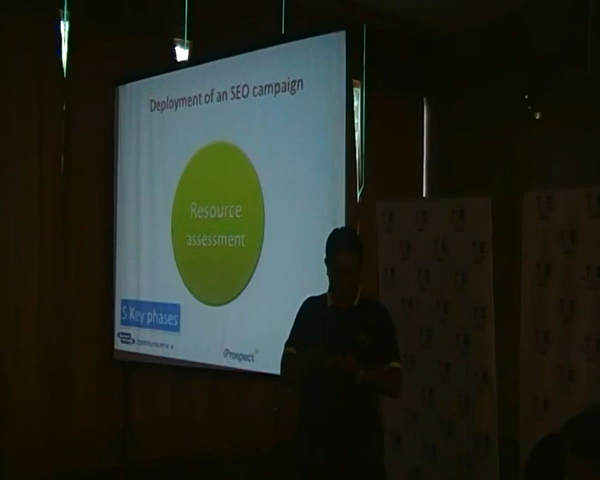 Deployment of an SEO campaign
Resource
assessment
5 Key phases
iProspect